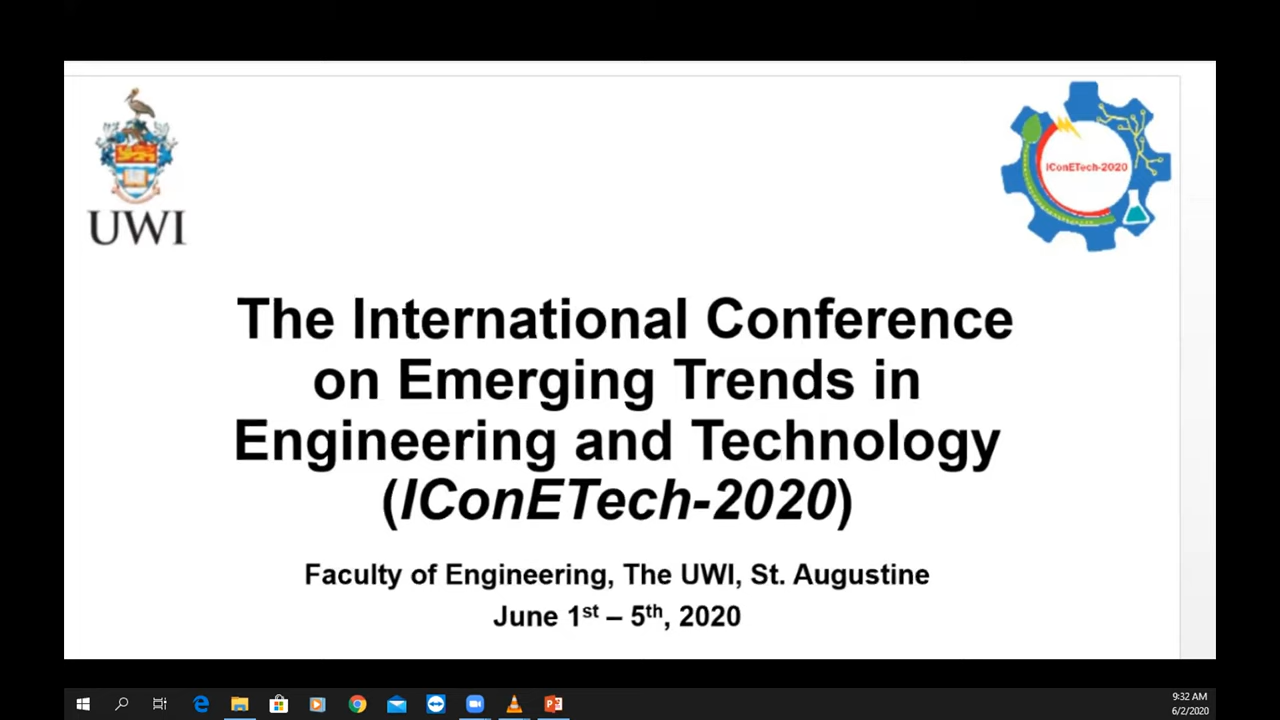 UWI
IConETech-2020
The International Conference
on Emerging Trends in
Engineering and Technology
(IConETech-2020)
Faculty of Engineering, The UWI, St. Augustine
June 1st – 5th, 2020
9:32 AM
6/2/2020